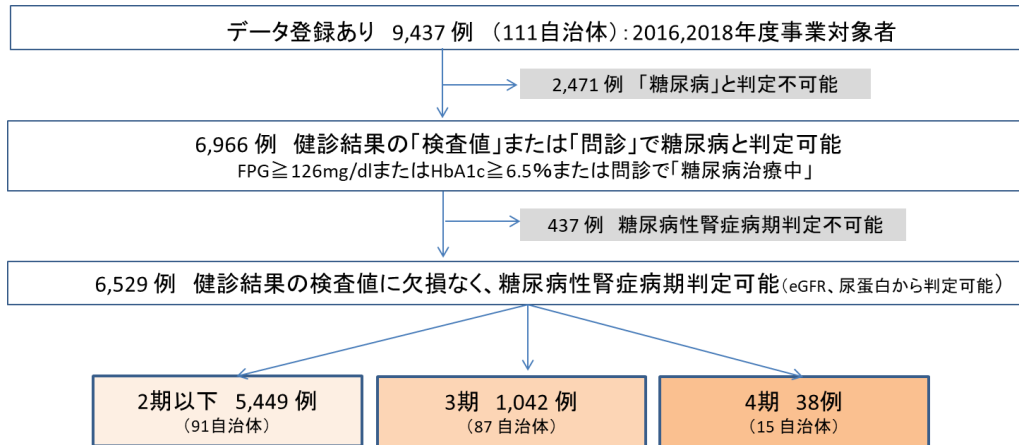 データ登録あり 9,437 例 (111自治体):2016,2018年度事業対象者
2,471 例 「糖尿病」と判定不可能
6,966 例 健診結果の「検査値」または「問診」で糖尿病と判定可能
FPG≧126mg/dlまたはHbA1c≧6.5%または問診で「糖尿病治療中」
437 例 糖尿病性腎症病期判定不可能
6,529 例 健診結果の検査値に欠損なく、糖尿病性腎症病期判定可能(eGFR、尿蛋白から判定可能)
2期以下 5,449 例
(91自治体)
3期 1,042 例
(87 自治体)
4期 38例
(15 自治体)